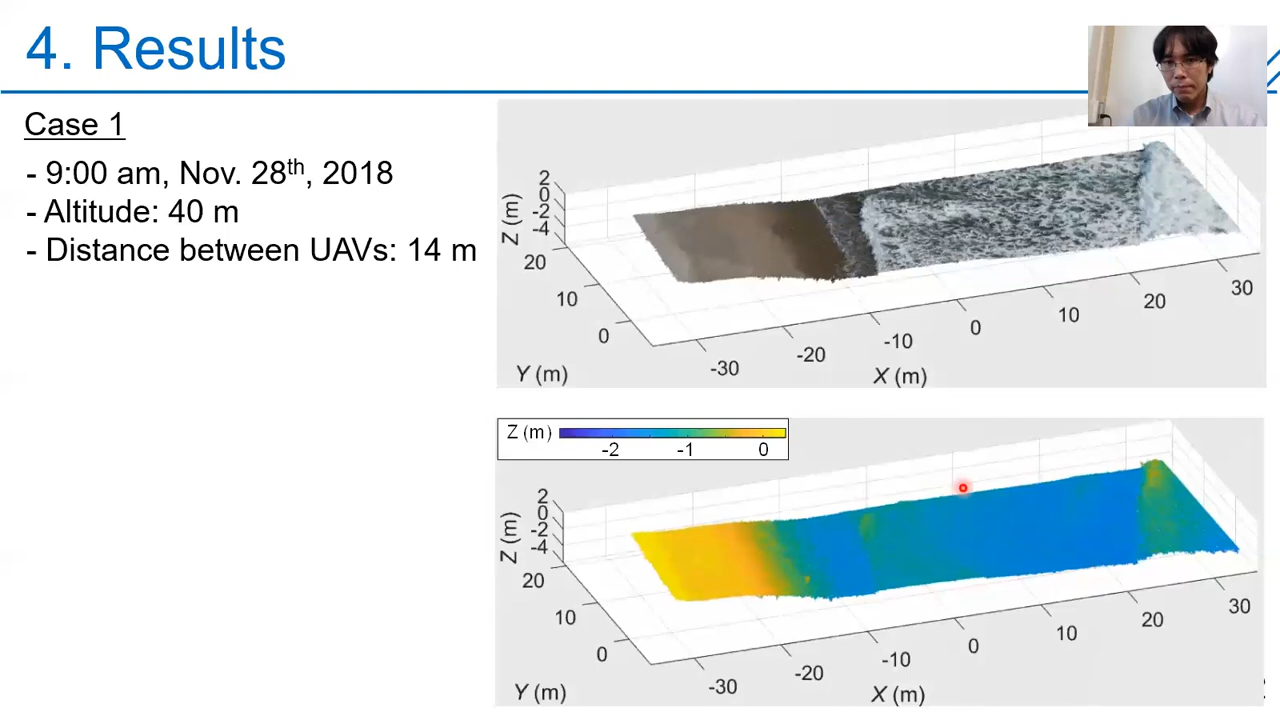 4. Results
Case 1
- 9:00 am, Nov. 28th, 2018
- Altitude: 40 m
- Distance between UAVs: 14 m
Z (m)
2
0
-2
-4
20
10
0
Y (m)
-30
-20
-10
0
10
20
30
X (m)
Z (m)
-2 -1 0
Z (m)
2
0
-2
-4
20
10
0
Y (m)
-30
-20
-10
0
10
20
30
X (m)